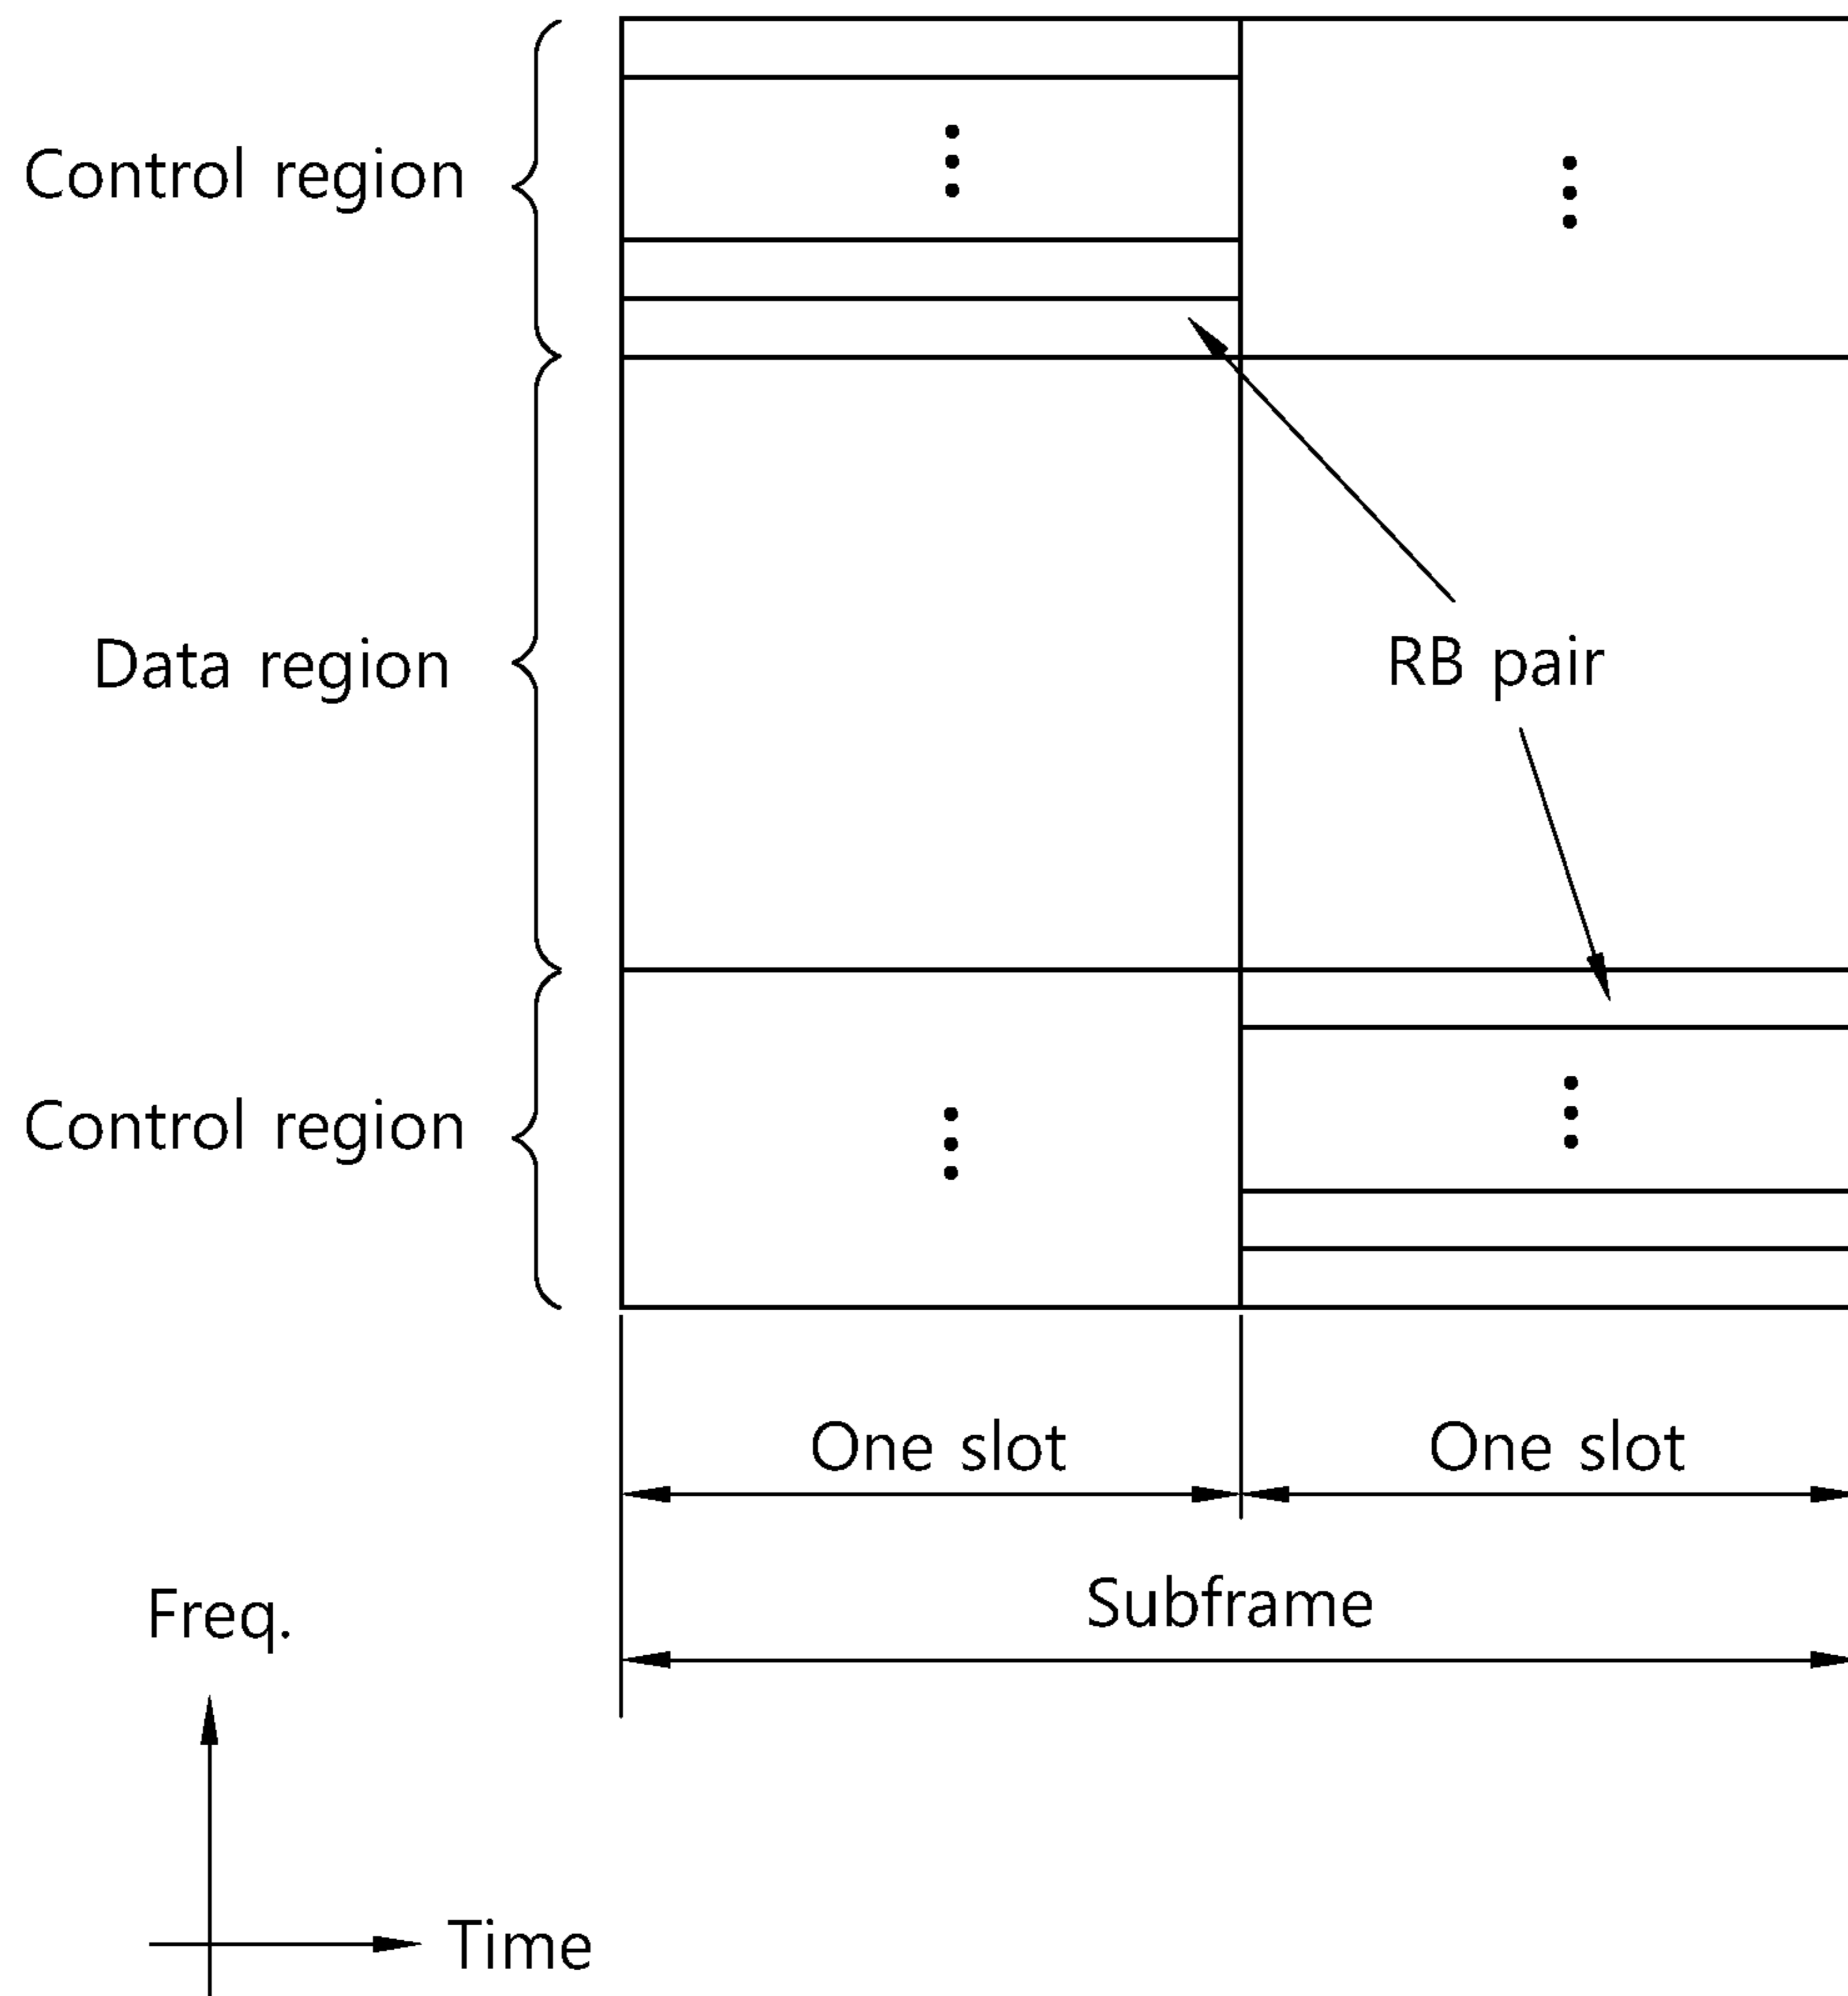 Control region
Data region
RB pair
Control region
One slot
One slot
Subframe
Freq.
Time